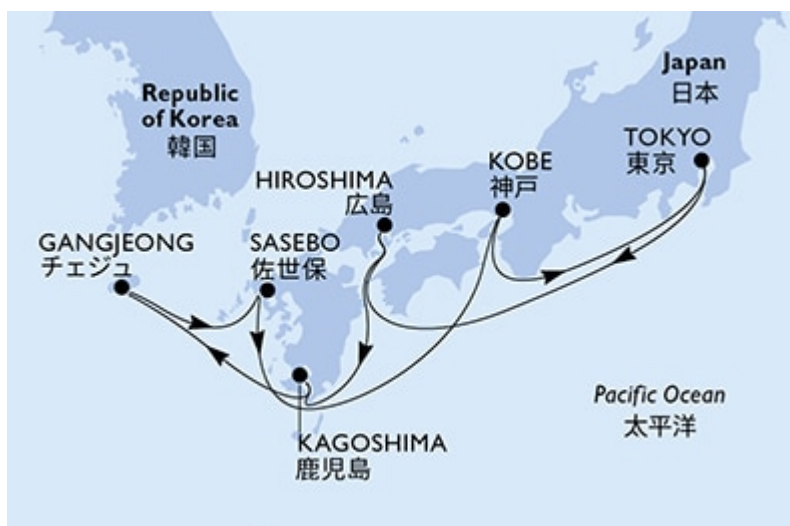 Japan
日本
Republic
of Korea
韓国
TOKYO
東京
KOBE
神戸
HIROSHIMA
広島
GANGJEONG
チェジュ
SASEBO
佐世保
Pacific Ocean
太平洋
KAGOSHIMA
鹿児島